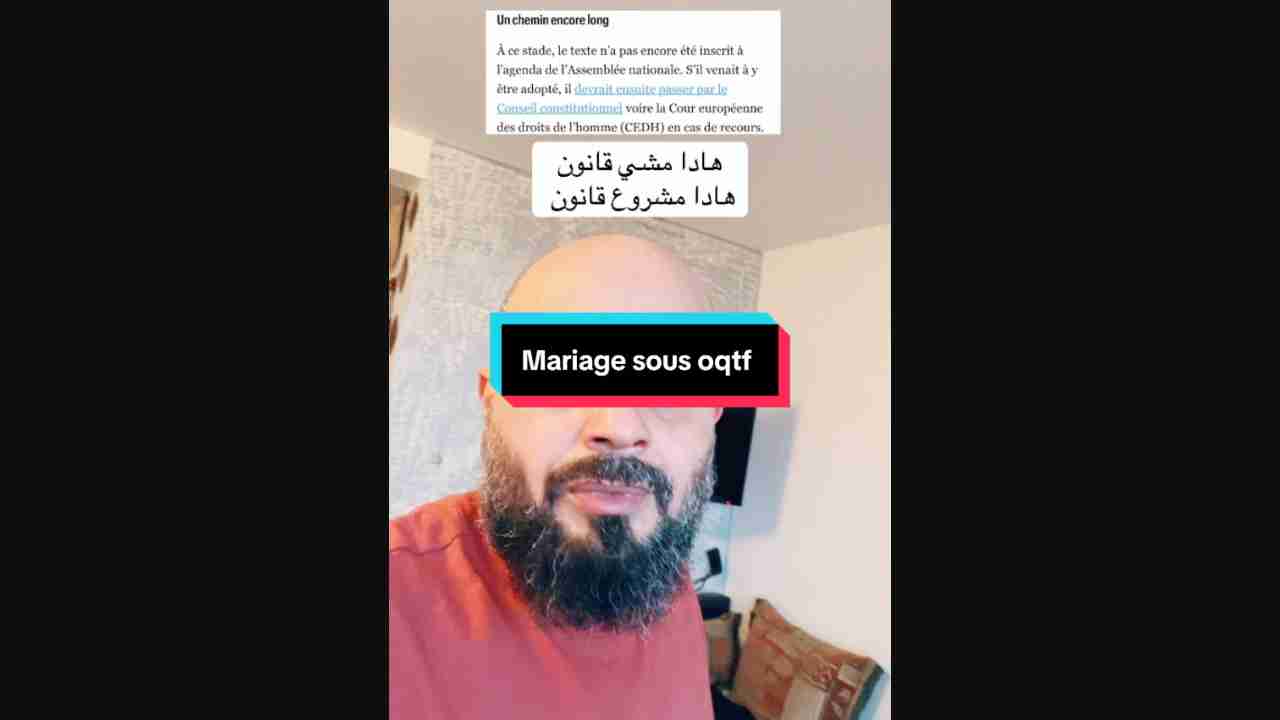 Un chemin encore long
À ce stade, le texte n'a pas encore été inscrit à
l'agenda de l'Assemblée nationale. S'il venait à y
être adopté, il devrait ensuite passer par le
Conseil constitutionnel voire la Cour européenne
des droits de l'homme (CEDH) en cas de recours.
هادا مشي قانون
هادا مشروع قانون
Mariage sous oqtf